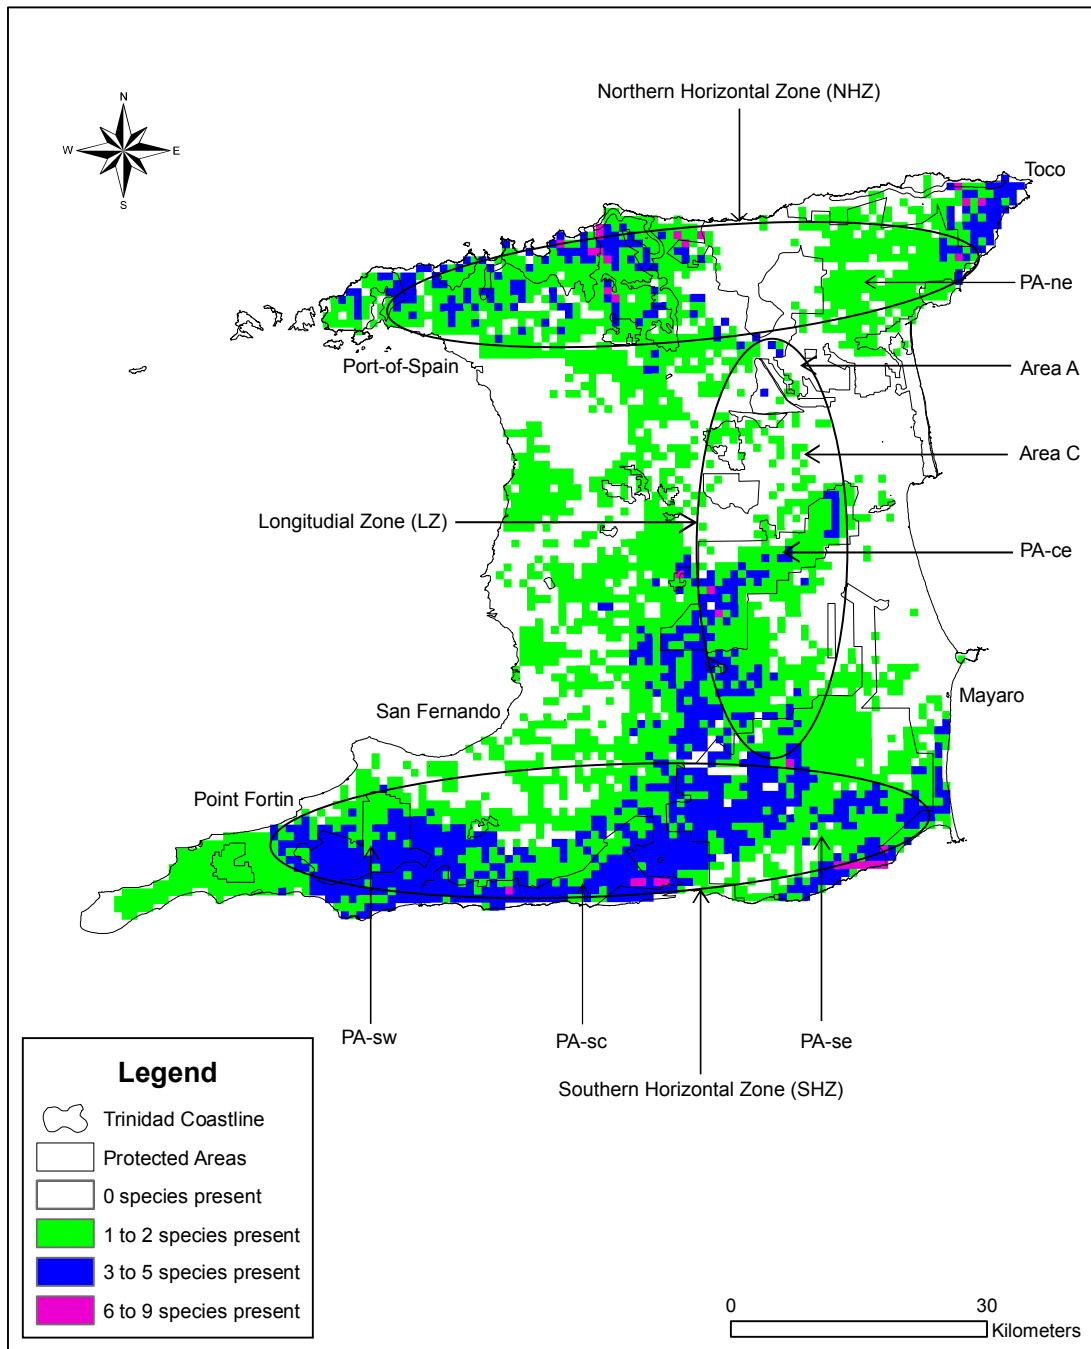 Northern Horizontal Zone (NHZ)
N
W
E
S
Toco
PA-ne
Port-of-Spain
Area A
Area C
Longitudial Zone (LZ)
PA-ce
San Fernando
Mayaro
Point Fortin
PA-sw
PA-sc
PA-se
Southern Horizontal Zone (SHZ)
Legend
Trinidad Coastline
Protected Areas
0 species present
1 to 2 species present
3 to 5 species present
6 to 9 species present
0
30
Kilometers